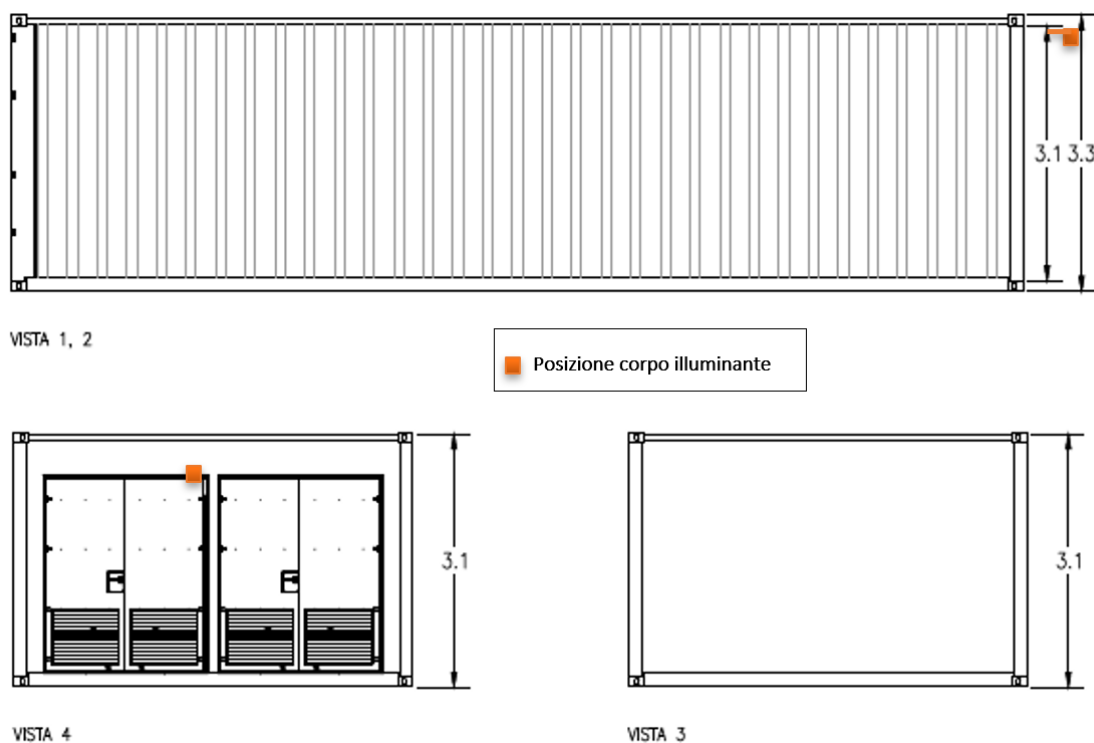 3.1 3.3
VISTA 1, 2
Posizione corpo illuminante
3.1
3.1
VISTA 4
VISTA 3